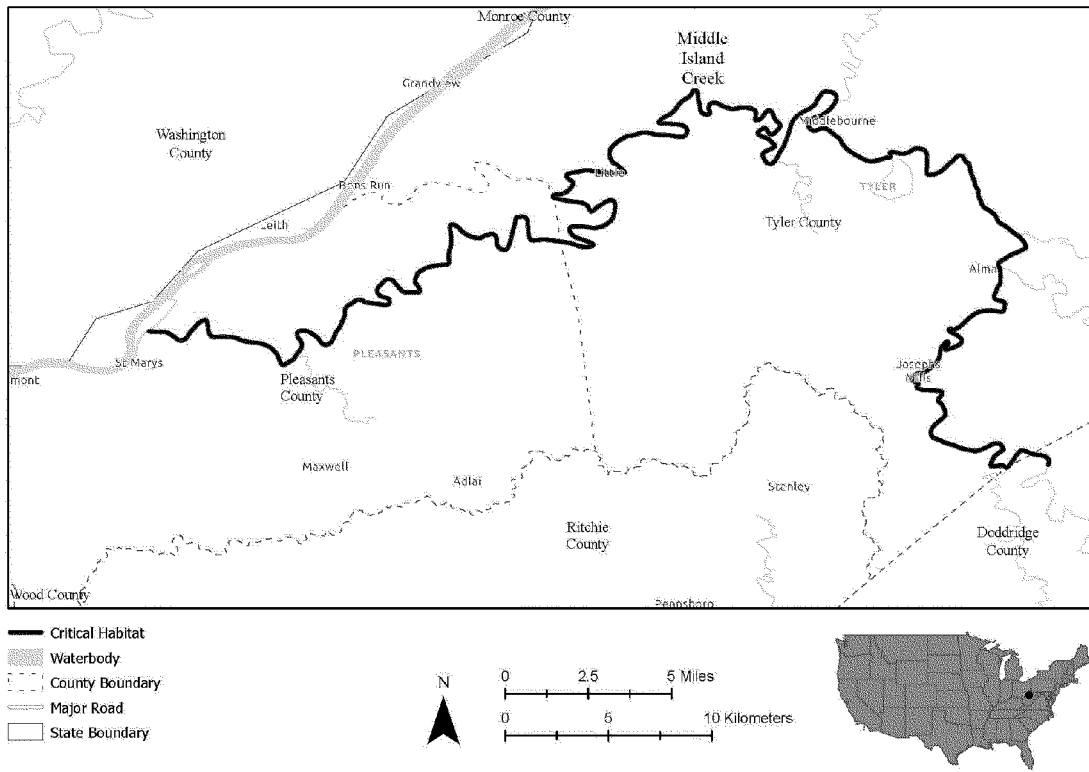 Monroe County
Middle
Island
Creek
Grandview
Washington
County
Middlebourne
Bens Run
Little
TYLER
Tyler County
Leith
Alma
St Marys
mont
PLEASANTS
Pleasants
County
Josephs
Mills
Maxwell
Adlai
Stanley
Ritchie
County
Doddridge
County
Wood County
Pennsboro
Critical Habitat
Waterbody
County Boundary
Major Road
State Boundary
N
0 2.5 5 Miles
0 5 10 Kilometers